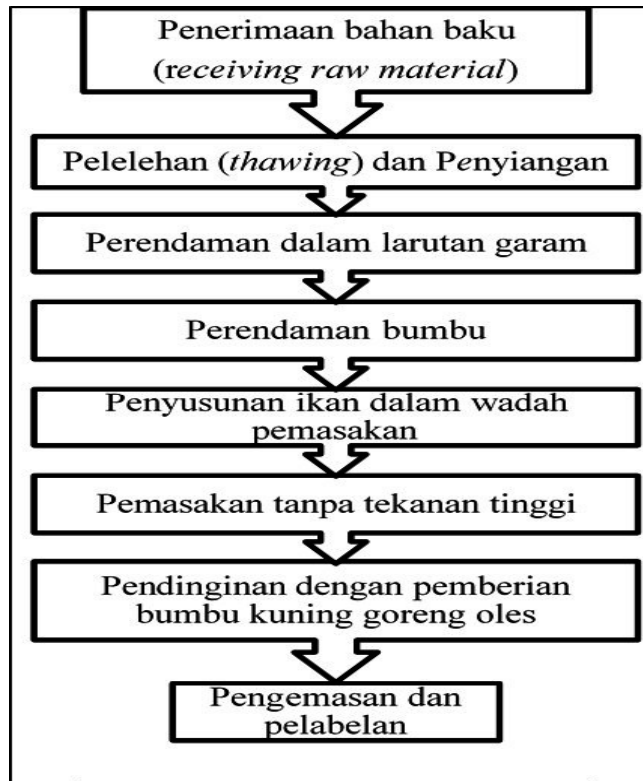 Penerimaan bahan baku
(receiving raw material)
Pelelehan (thawing) dan Penyiangan
Perendaman dalam larutan garam
Perendaman bumbu
Penyusunan ikan dalam wadah
pemasakan
Pemasakan tanpa tekanan tinggi
Pendinginan dengan pemberian
bumbu kuning goreng oles
Pengemasan dan
pelabelan